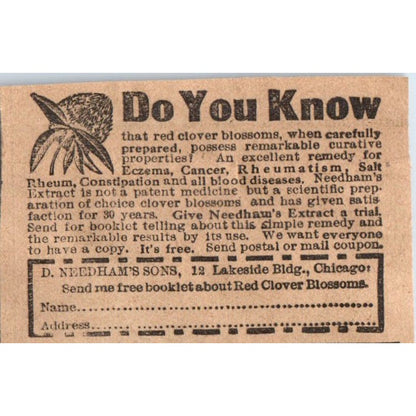 Do You Know
that red clover blossoms, when carefully
prepared, possess remarkable curative
properties? An excellent remedy for
Eczema, Cancer, Rheumatism, Salt
Rheum, Constipation and all blood diseases. Needham's
Extract is not a patent medicine but a scientific prep-
aration of choice clover blossoms and has given satis-
faction for 30 years. Give Needham's Extract a trial.
Send for booklet telling about this simple remedy and
the remarkable results by its use. We want everyone
to have a copy. It's free. Send postal or mail coupon.
D. NEEDHAM'S SONS, 12 Lakeside Bldg., Chicago:
Send me free booklet about Red Clover Blossoms.
Name
Address